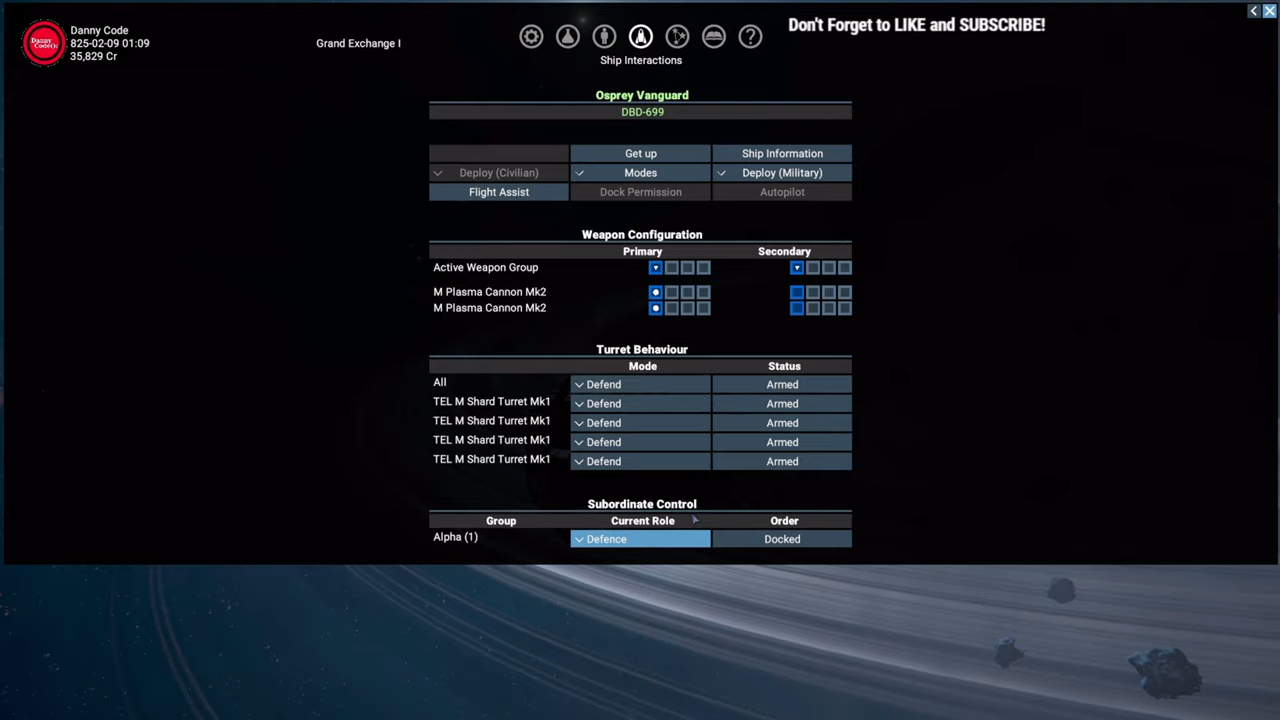 Danny Code
825-02-09 01:09
35,829 Cr
Danny
Code(s)
Grand Exchange I
?
Don't Forget to LIKE and SUBSCRIBE!
Ship Interactions
Osprey Vanguard
DBD-699
Get up
Ship Information
Deploy (Civilian)
Modes
Deploy (Military)
Flight Assist
Dock Permission
Autopilot
Weapon Configuration
Primary
Secondary
Active Weapon Group
M Plasma Cannon Mk2
M Plasma Cannon Mk2
Turret Behaviour
Mode
Status
All
Defend
Armed
TEL M Shard Turret Mk1
Defend
Armed
TEL M Shard Turret Mk1
Defend
Armed
TEL M Shard Turret Mk1
Defend
Armed
TEL M Shard Turret Mk1
Defend
Armed
Subordinate Control
Group
Current Role
Order
Alpha (1)
Defence
Docked